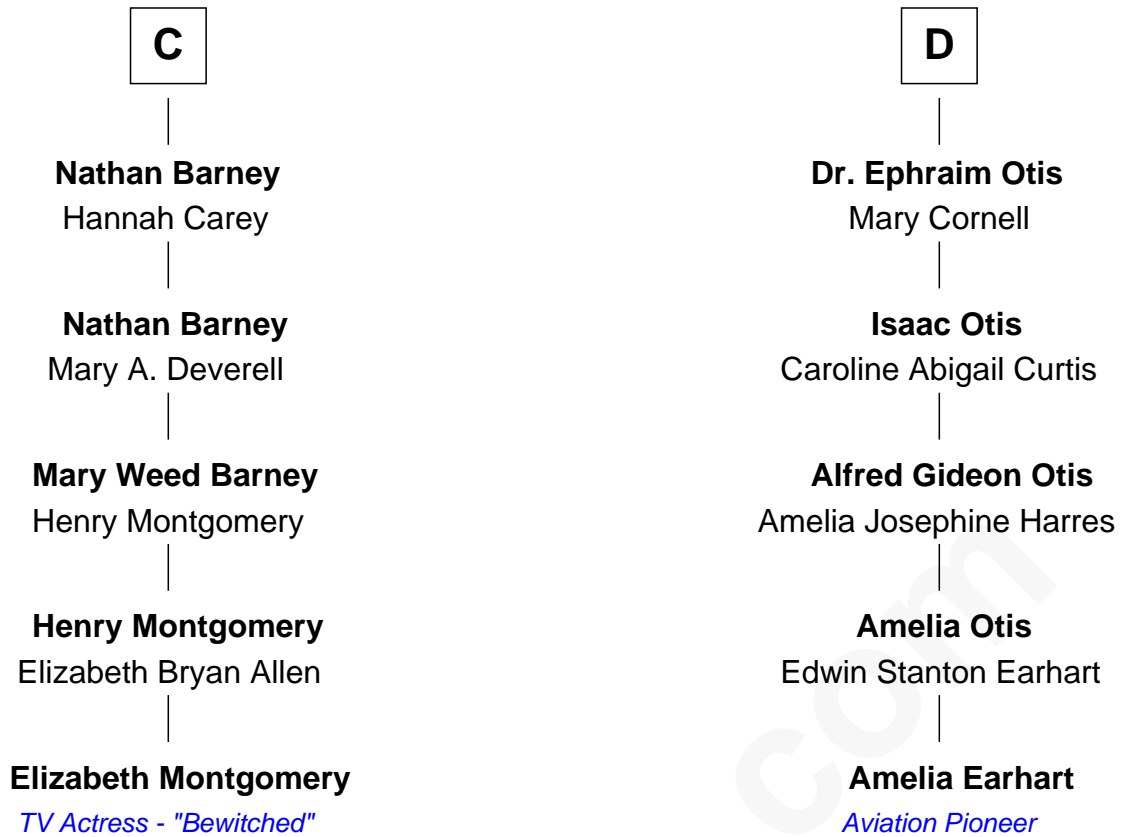 C
Nathan Barney
Hannah Carey
Nathan Barney
Mary A. Deverell
Mary Weed Barney
Henry Montgomery
Henry Montgomery
Elizabeth Bryan Allen
Elizabeth Montgomery
TV Actress - "Bewitched"
D
Dr. Ephraim Otis
Mary Cornell
Isaac Otis
Caroline Abigail Curtis
Alfred Gideon Otis
Amelia Josephine Harres
Amelia Otis
Edwin Stanton Earhart
Amelia Earhart
Aviation Pioneer
com